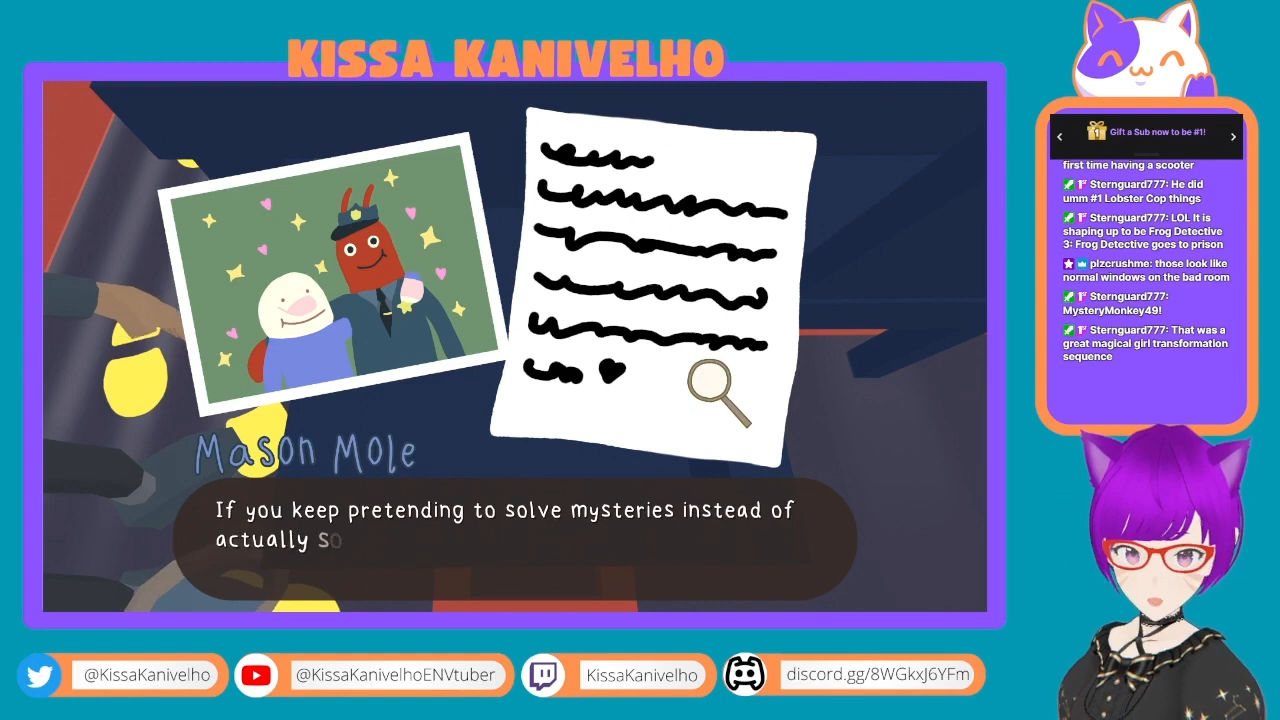 KISSA KANIVELHO
Gift a Sub now to be #1!
1
first time having a scooter
Sternguard777: He did
umm #1 Lobster Cop things
Sternguard777: LOL It is
shaping up to be Frog Detective
3: Frog Detective goes to prison
plzcrushme: those look like
normal windows on the bad room
Sternguard777:
MysteryMonkey49!
Sternguard777: That was a
great magical girl transformation
sequence
Mason Mole
If you keep pretending to solve mysteries instead of
actually so
@KissaKanivelho
@KissaKanivelhoENVtuber
KissaKanivelho
discord.gg/8WGkxJ6YFm